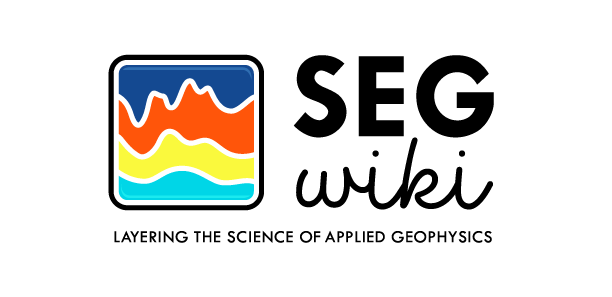 SEG
wiki
LAYERING THE SCIENCE OF APPLIED GEOPHYSICS